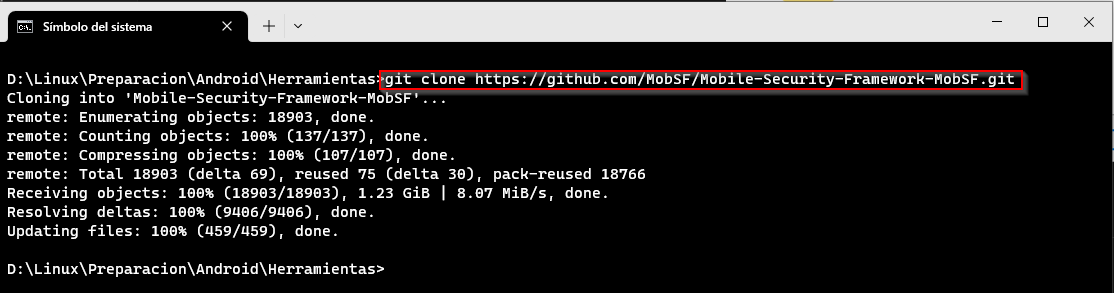 Símbolo del sistema
D:\Linux\Preparacion\Android\Herramientas>git clone https://github.com/MobSF/Mobile-Security-Framework-MobSF.git
Cloning into 'Mobile-Security-Framework-MobSF'...
remote: Enumerating objects: 18903, done.
remote: Counting objects: 100% (137/137), done.
remote: Compressing objects: 100% (107/107), done.
remote: Total 18903 (delta 69), reused 75 (delta 30), pack-reused 18766
Receiving objects: 100% (18903/18903), 1.23 GiB | 8.07 MiB/s, done.
Resolving deltas: 100% (9406/9406), done.
Updating files: 100% (459/459), done.
D:\Linux\Preparacion\Android\Herramientas>